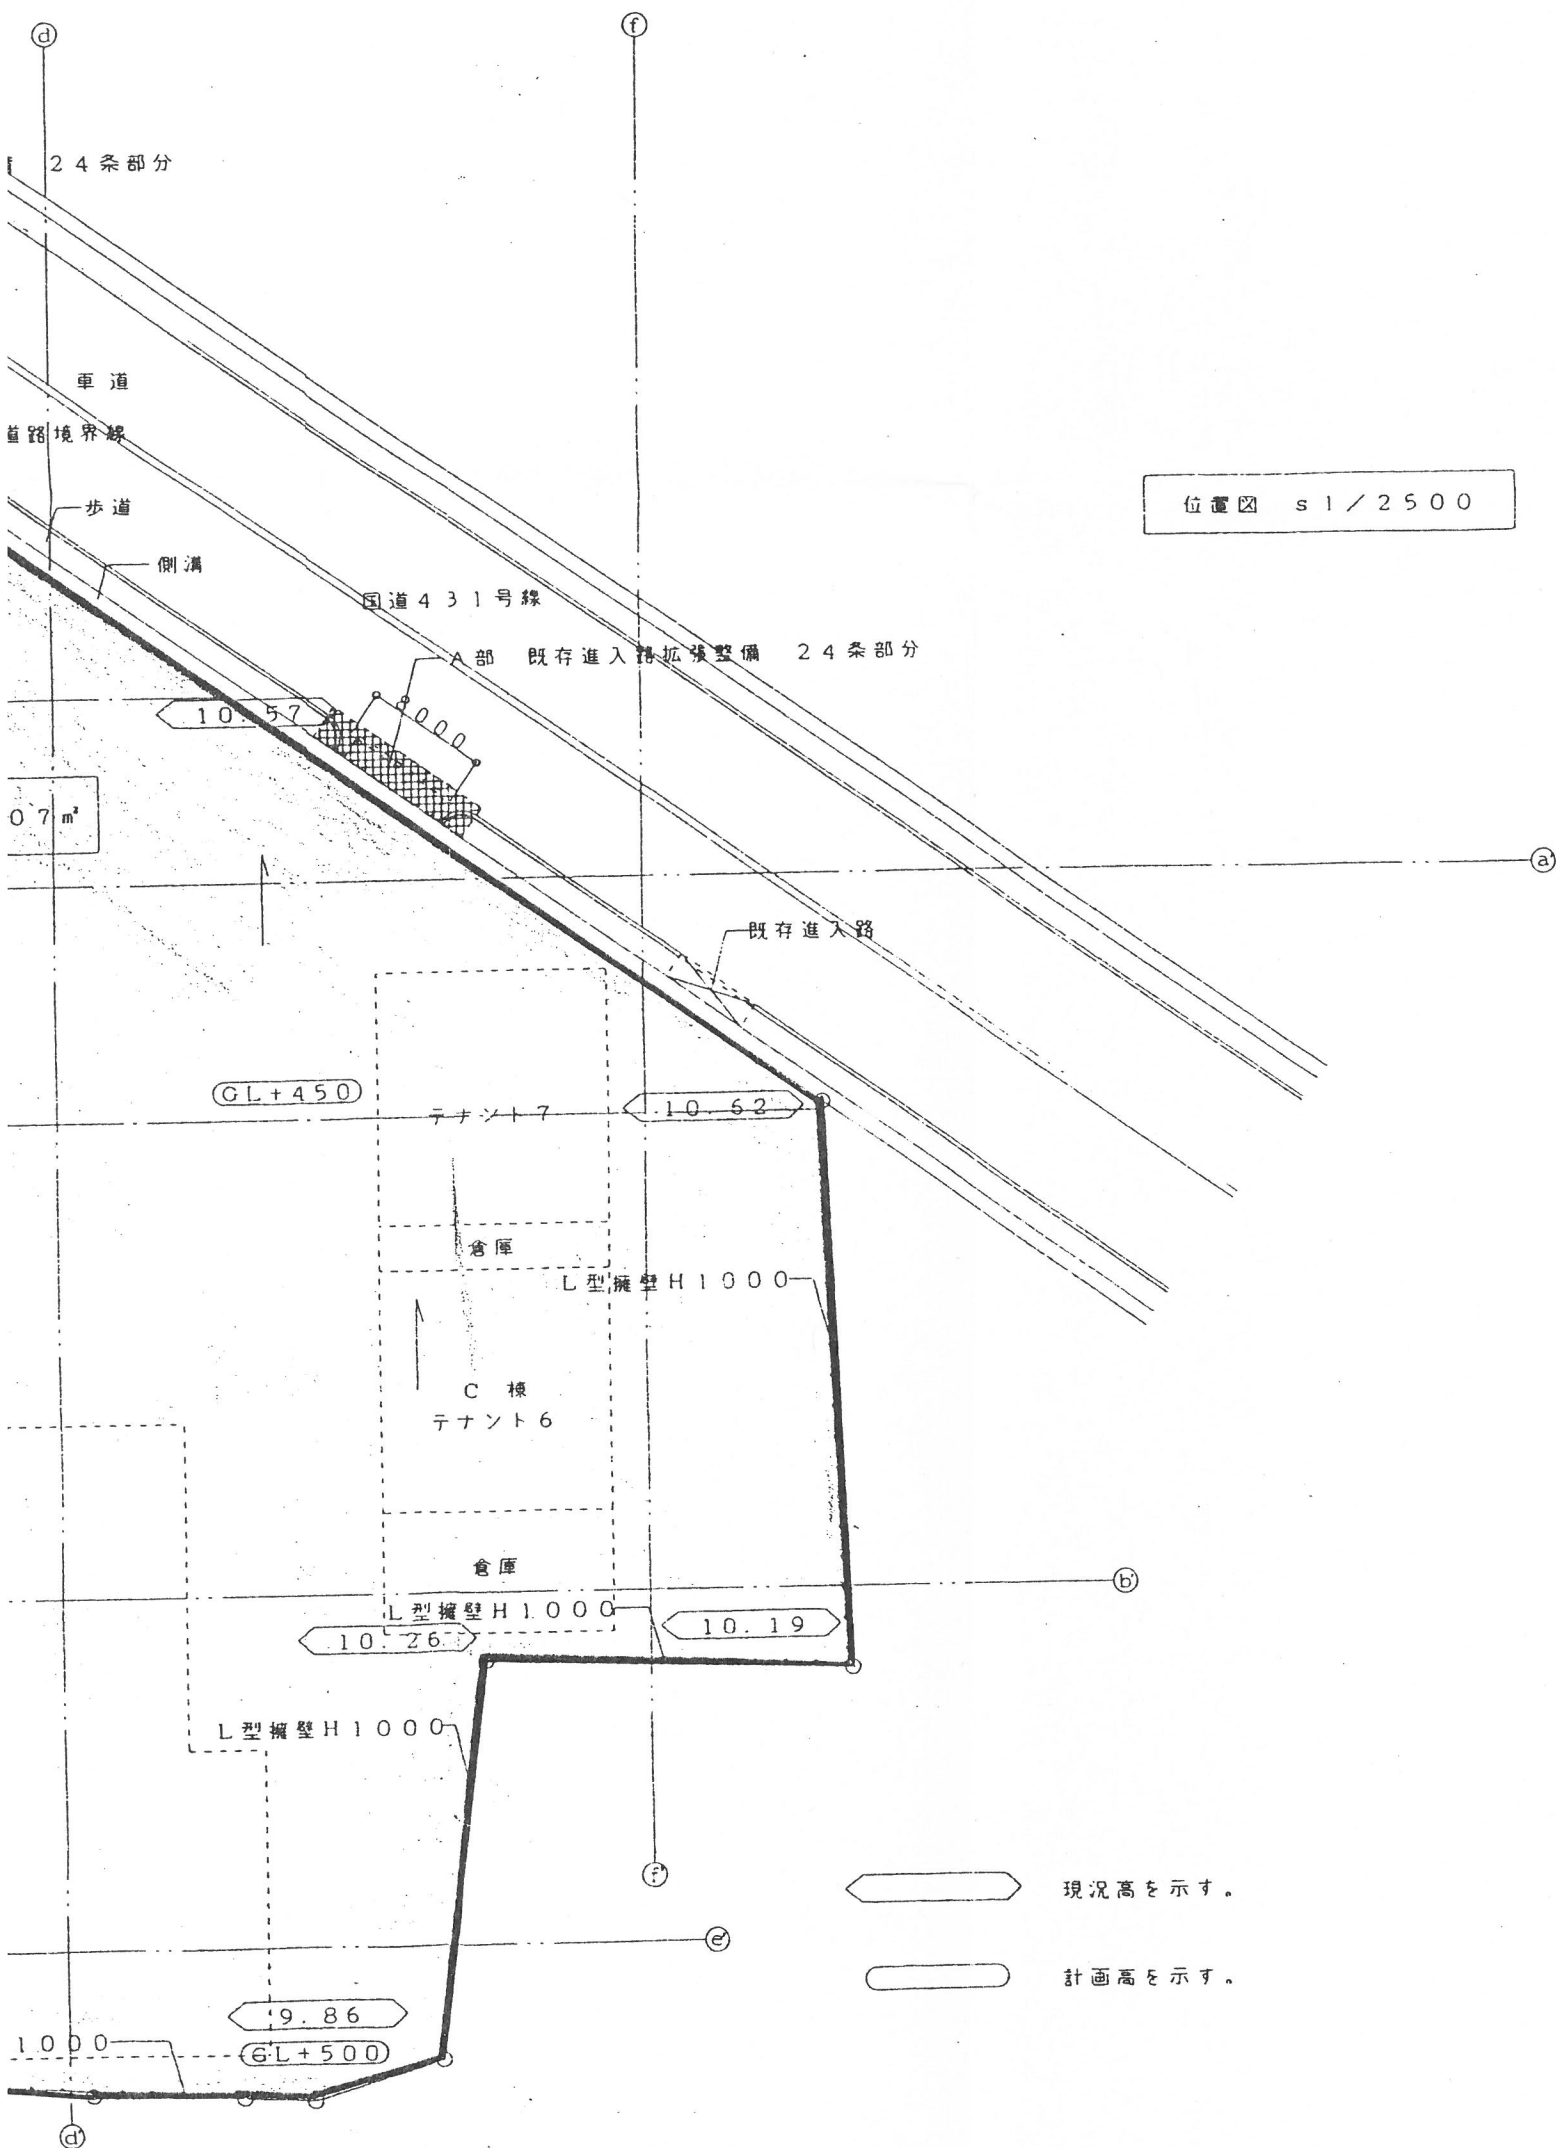 d
f
24条部分
車道
道路境界線
歩道
位置図 s1/2500
側溝
国道431号線
A部 既存進入路拡張整備 24条部分
10.57
9000
07㎡
a'
既存進入路
GL+450
テナント7
10.62
倉庫
L型擁壁H1000
C棟
テナント6
倉庫
b'
L型擁壁H1000
10.19
10.26
L型擁壁H1000
f'
現況高を示す。
e'
計画高を示す。
9.86
1000
GL+500
d'